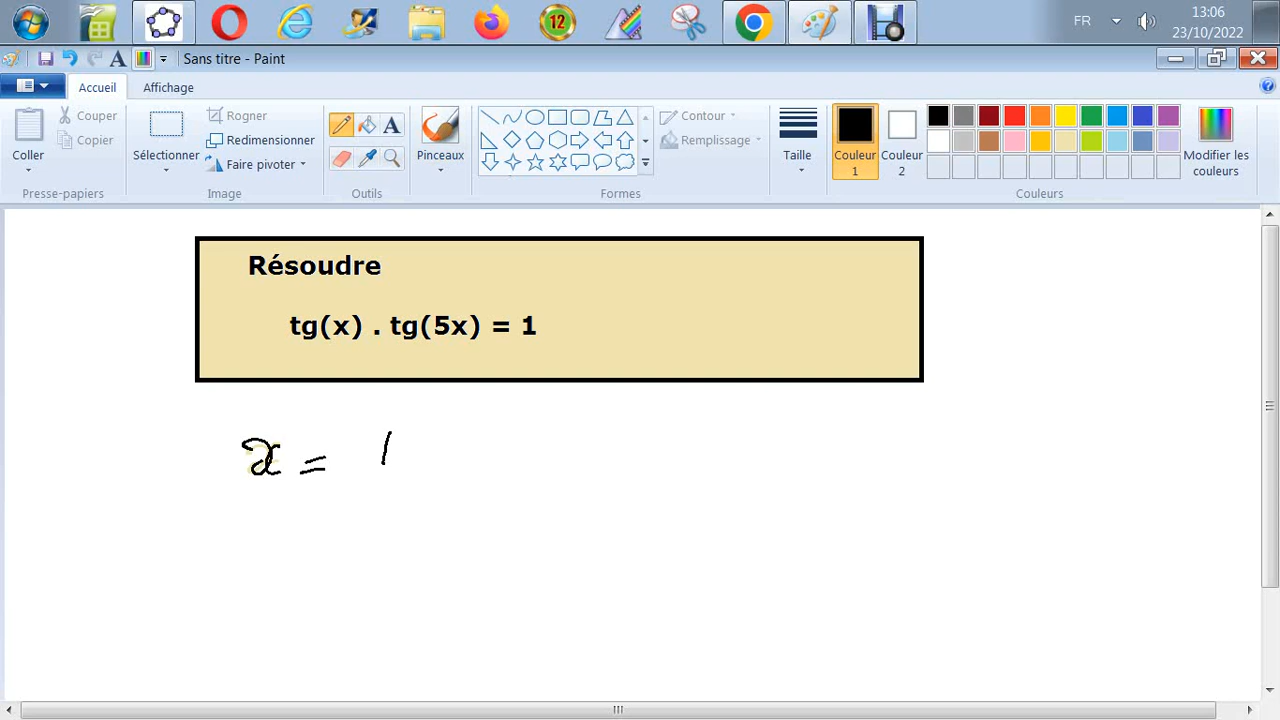 12
FR
13:06
23/10/2022
Sans titre - Paint
Accueil
Affichage
Coller
Couper
Copier
Presse-papiers
Sélectionner
Rogner
Redimensionner
Faire pivoter
Image
Outils
Pinceaux
Contour
Remplissage
Formes
Taille
Couleur
1
Couleur
2
Modifier les
couleurs
Couleurs
Résoudre
tg(x) . tg(5x) = 1
x =